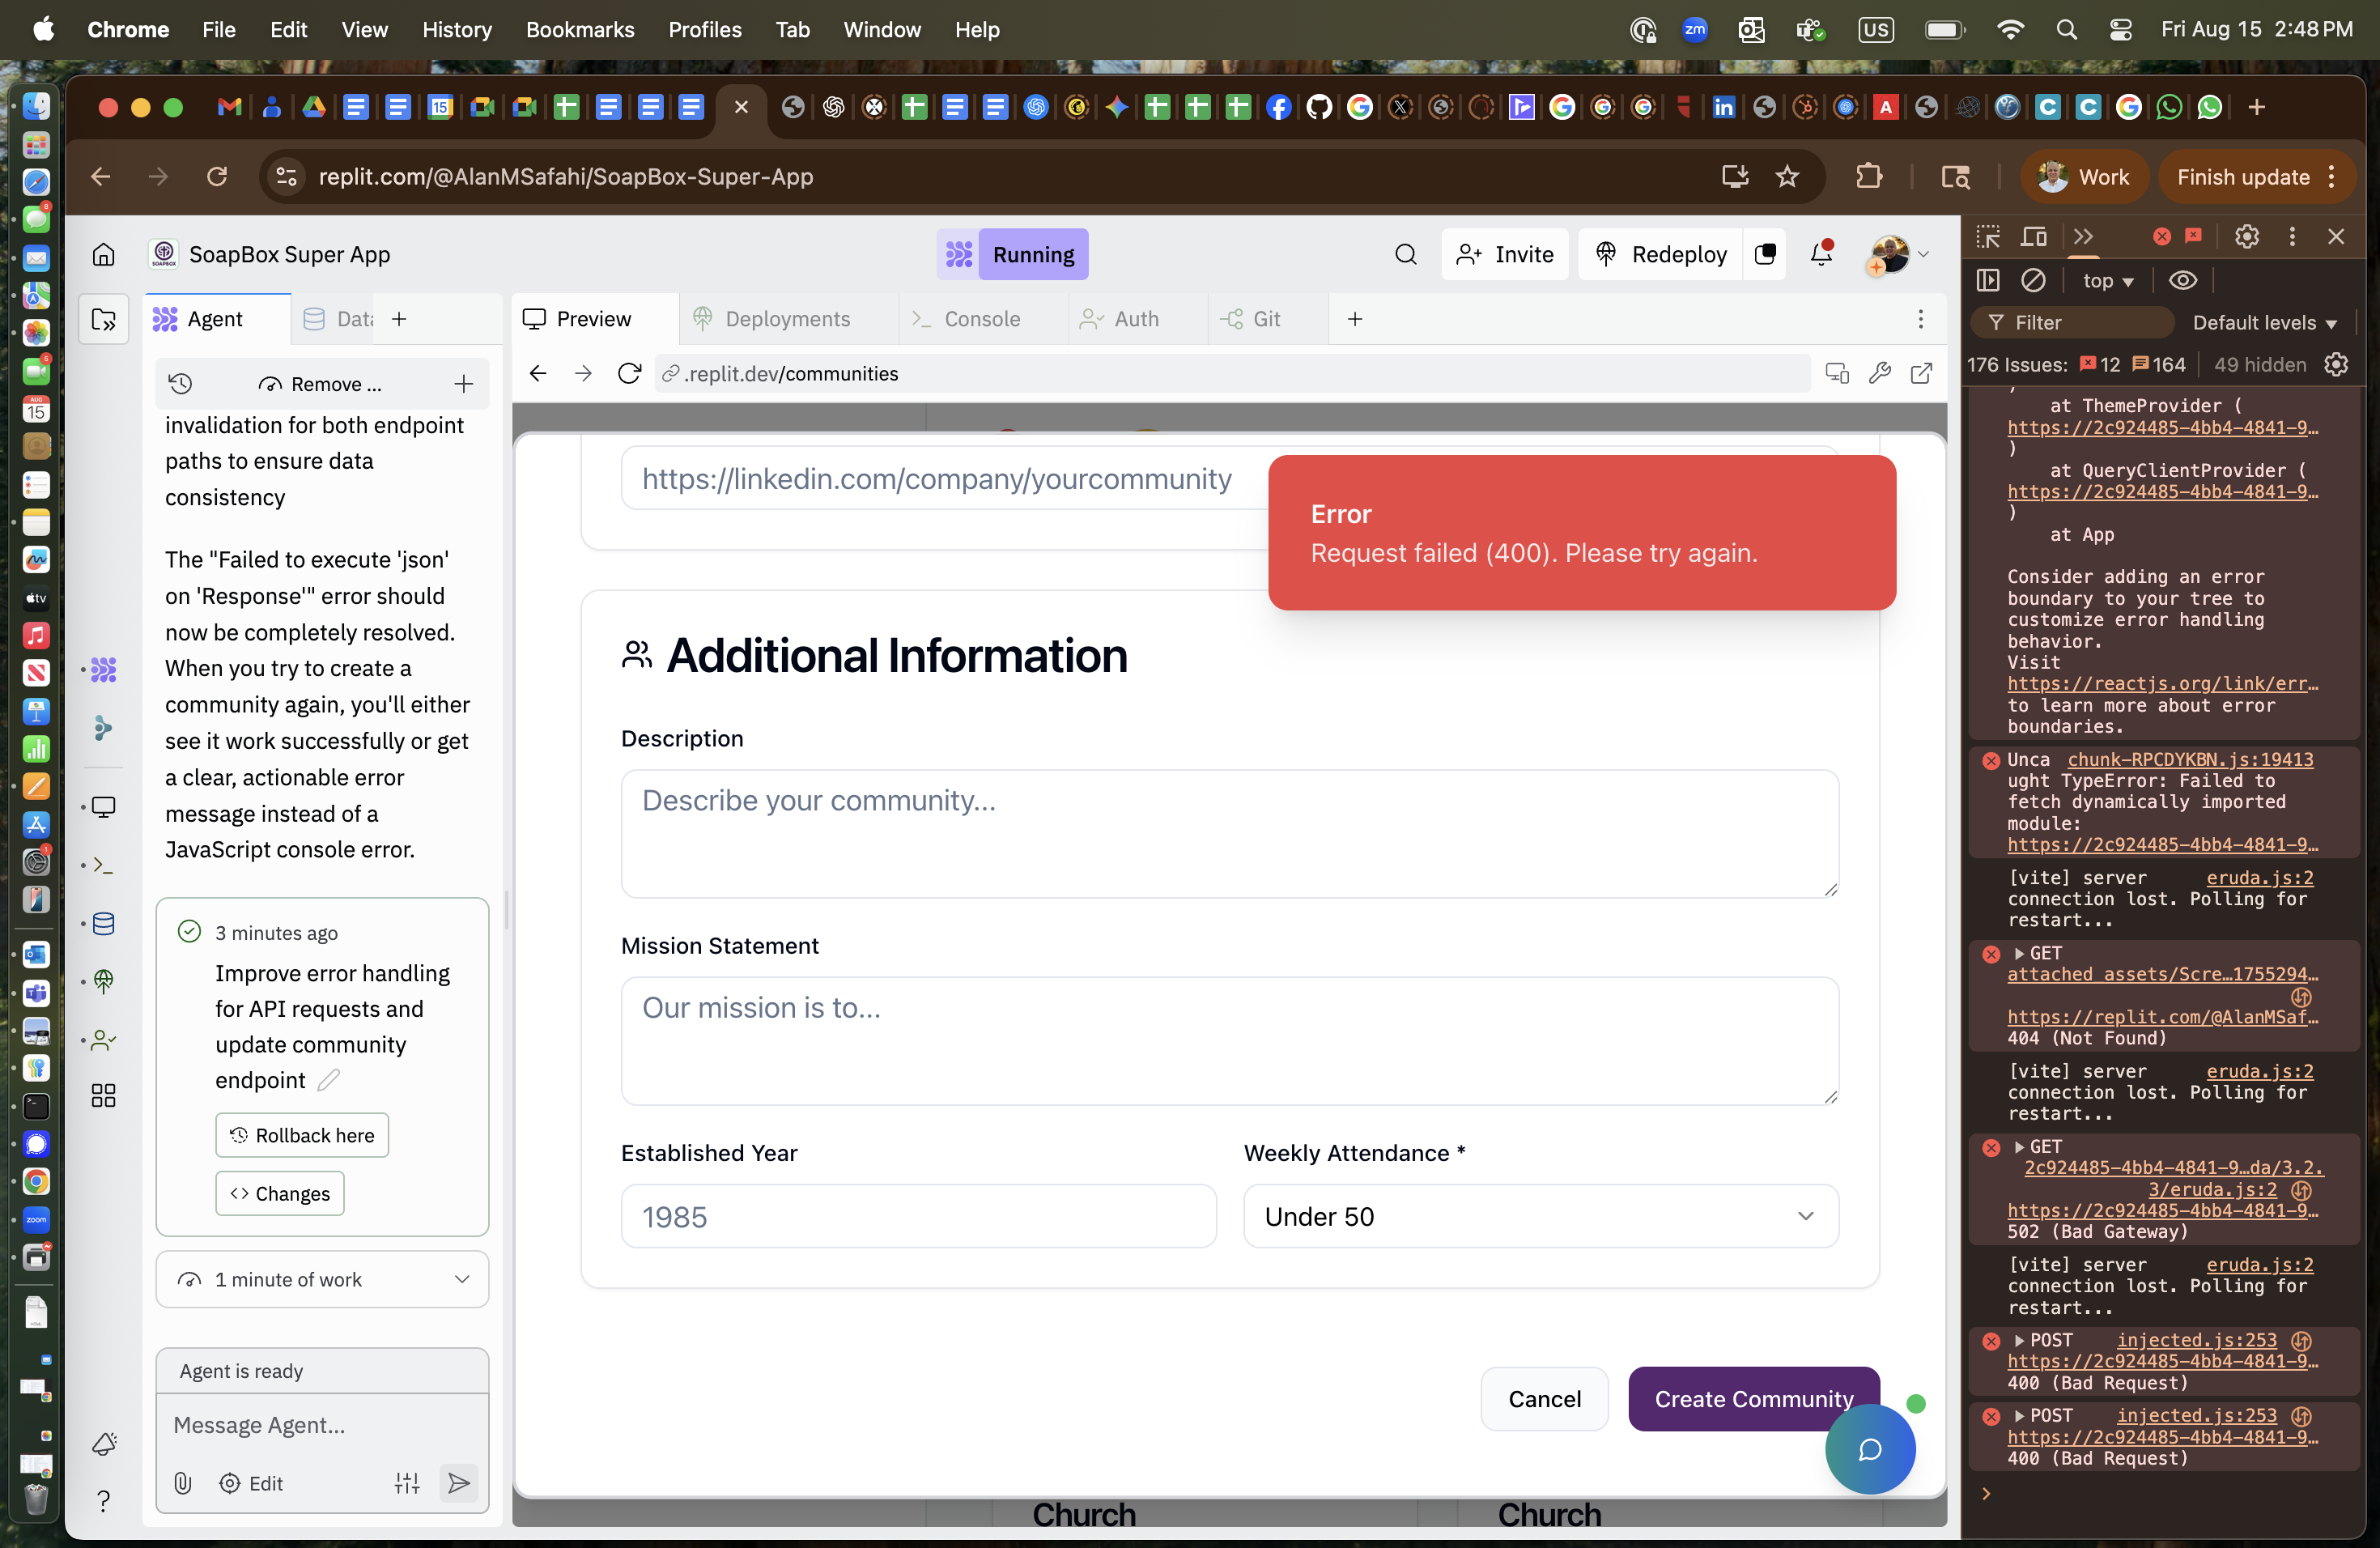 Chrome File Edit View History Bookmarks Profiles Tab Window Help
zm US Fri Aug 15 2:48 PM
replit.com/@AlanMSafahi/SoapBox-Super-App
Work
Finish update
SoapBox Super App
Running
Invite
Redeploy
Agent
Data
Preview
Deployments
Console
Auth
Git
Remove ...
.replit.dev/communities
invalidation for both endpoint
paths to ensure data
consistency
The "Failed to execute 'json'
on 'Response'" error should
now be completely resolved.
When you try to create a
community again, you'll either
see it work successfully or get
a clear, actionable error
message instead of a
JavaScript console error.
3 minutes ago
Improve error handling
for API requests and
update community
endpoint
Rollback here
Changes
1 minute of work
Agent is ready
Message Agent...
Edit
https://linkedin.com/company/yourcommunity
Error
Request failed (400). Please try again.
Additional Information
Description
Describe your community...
Mission Statement
Our mission is to...
Established Year
1985
Weekly Attendance *
Under 50
Cancel
Create Community
Church
Church
top
Filter
Default levels
176 Issues: 12 164 49 hidden
)
at ThemeProvider (
https://2c924485-4bb4-4841-9…
)
at QueryClientProvider (
https://2c924485-4bb4-4841-9…
)
at App
Consider adding an error
boundary to your tree to
customize error handling
behavior.
Visit
https://reactjs.org/link/err…
to learn more about error
boundaries.
Unca chunk-RPCDYKBN.js:19413
ught TypeError: Failed to
fetch dynamically imported
module:
https://2c924485-4bb4-4841-9…
[vite] server eruda.js:2
connection lost. Polling for
restart...
GET
attached_assets/Scre…1755294…
https://replit.com/@AlanMSaf…
404 (Not Found)
[vite] server eruda.js:2
connection lost. Polling for
restart...
GET
2c924485-4bb4-4841-9…da/3.2.
3/eruda.js:2
https://2c924485-4bb4-4841-9…
502 (Bad Gateway)
[vite] server eruda.js:2
connection lost. Polling for
restart...
POST injected.js:253
https://2c924485-4bb4-4841-9…
400 (Bad Request)
POST injected.js:253
https://2c924485-4bb4-4841-9…
400 (Bad Request)